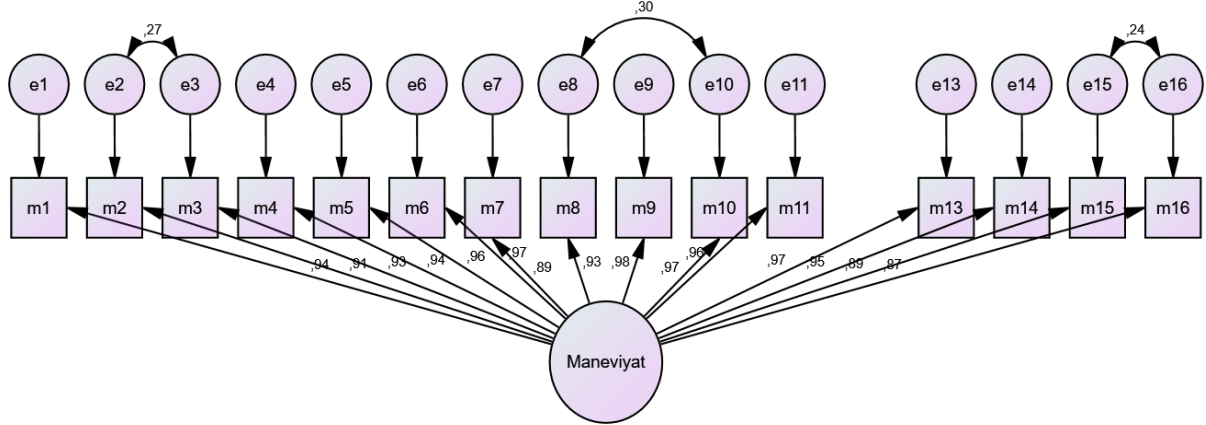 ,27
,30
,24
e1 e2 e3 e4 e5 e6 e7 e8 e9 e10 e11 e13 e14 e15 e16
m1 m2 m3 m4 m5 m6 m7 m8 m9 m10 m11 m13 m14 m15 m16
,94 ,91 ,93 ,94 ,96 ,97 ,89 ,93 ,98 ,97 ,96 ,97 ,95 ,89 ,87
Maneviyat